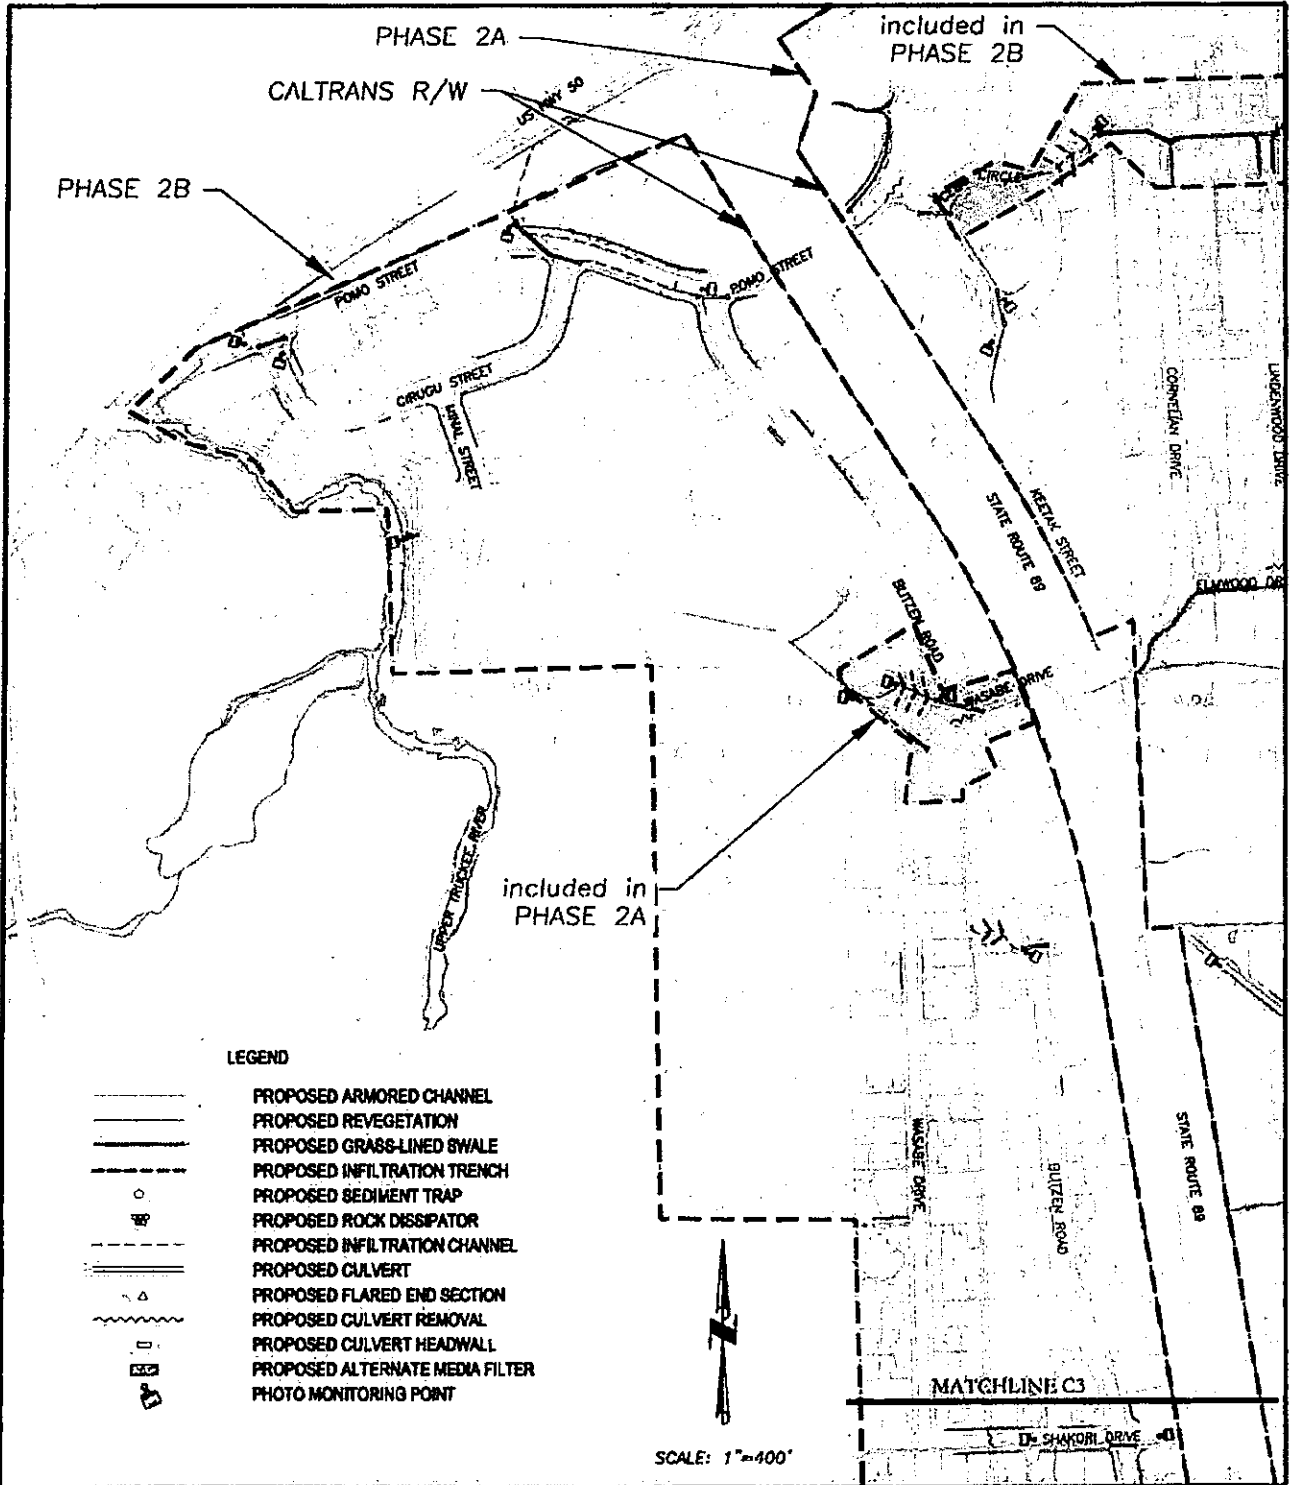 PHASE 2A
included in
PHASE 2B
CALTRANS R/W
US HWY 50
PHASE 2B
CIRCLE
POMO STREET
POMO STREET
CIRUGU STREET
MINAL STREET
CORNELIAN DRIVE
LINDENWOOD DRIVE
KEETAK STREET
STATE ROUTE 89
ELMWOOD DR
BLITZEN ROAD
WASABE DRIVE
included in
PHASE 2A
UPPER TRUCKEE RIVER
LEGEND
PROPOSED ARMORED CHANNEL
PROPOSED REVEGETATION
PROPOSED GRASS-LINED SWALE
PROPOSED INFILTRATION TRENCH
PROPOSED SEDIMENT TRAP
PROPOSED ROCK DISSIPATOR
PROPOSED INFILTRATION CHANNEL
PROPOSED CULVERT
PROPOSED FLARED END SECTION
PROPOSED CULVERT REMOVAL
PROPOSED CULVERT HEADWALL
PROPOSED ALTERNATE MEDIA FILTER
PHOTO MONITORING POINT
WASABE DRIVE
BLITZEN ROAD
STATE ROUTE 89
MATCHLINE C3
SHAKORI DRIVE
SCALE: 1"=400'